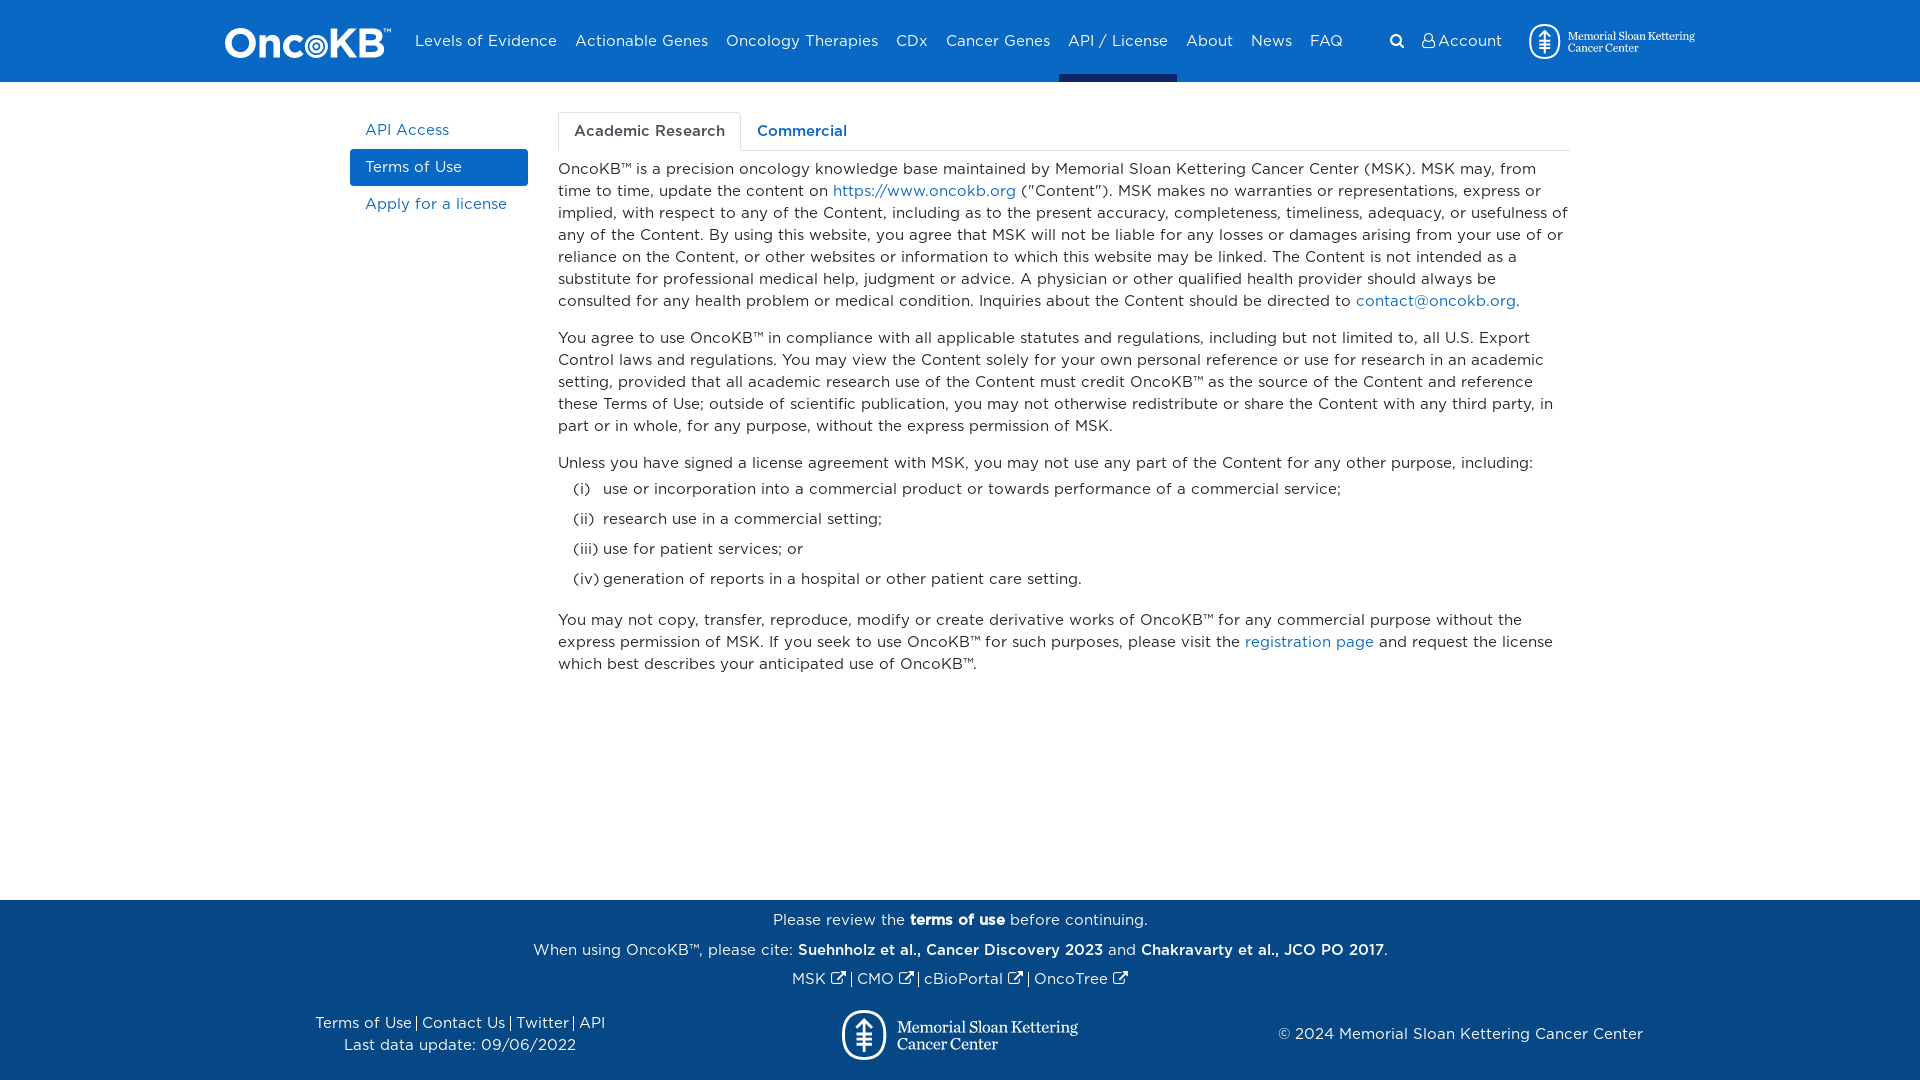 OncoKB™ Levels of Evidence Actionable Genes Oncology Therapies CDx Cancer Genes API / License About News FAQ Account Memorial Sloan Kettering
Cancer Center
API Access
Terms of Use
Apply for a license
Academic Research Commercial
OncoKB™ is a precision oncology knowledge base maintained by Memorial Sloan Kettering Cancer Center (MSK). MSK may, from
time to time, update the content on https://www.oncokb.org ("Content"). MSK makes no warranties or representations, express or
implied, with respect to any of the Content, including as to the present accuracy, completeness, timeliness, adequacy, or usefulness of
any of the Content. By using this website, you agree that MSK will not be liable for any losses or damages arising from your use of or
reliance on the Content, or other websites or information to which this website may be linked. The Content is not intended as a
substitute for professional medical help, judgment or advice. A physician or other qualified health provider should always be
consulted for any health problem or medical condition. Inquiries about the Content should be directed to contact@oncokb.org.
You agree to use OncoKB™ in compliance with all applicable statutes and regulations, including but not limited to, all U.S. Export
Control laws and regulations. You may view the Content solely for your own personal reference or use for research in an academic
setting, provided that all academic research use of the Content must credit OncoKB™ as the source of the Content and reference
these Terms of Use; outside of scientific publication, you may not otherwise redistribute or share the Content with any third party, in
part or in whole, for any purpose, without the express permission of MSK.
Unless you have signed a license agreement with MSK, you may not use any part of the Content for any other purpose, including:
(i) use or incorporation into a commercial product or towards performance of a commercial service;
(ii) research use in a commercial setting;
(iii) use for patient services; or
(iv) generation of reports in a hospital or other patient care setting.
You may not copy, transfer, reproduce, modify or create derivative works of OncoKB™ for any commercial purpose without the
express permission of MSK. If you seek to use OncoKB™ for such purposes, please visit the registration page and request the license
which best describes your anticipated use of OncoKB™.
Please review the terms of use before continuing.
When using OncoKB™, please cite: Suehnholz et al., Cancer Discovery 2023 and Chakravarty et al., JCO PO 2017.
MSK | CMO | cBioPortal | OncoTree
Terms of Use | Contact Us | Twitter | API
Last data update: 09/06/2022
Memorial Sloan Kettering
Cancer Center
© 2024 Memorial Sloan Kettering Cancer Center